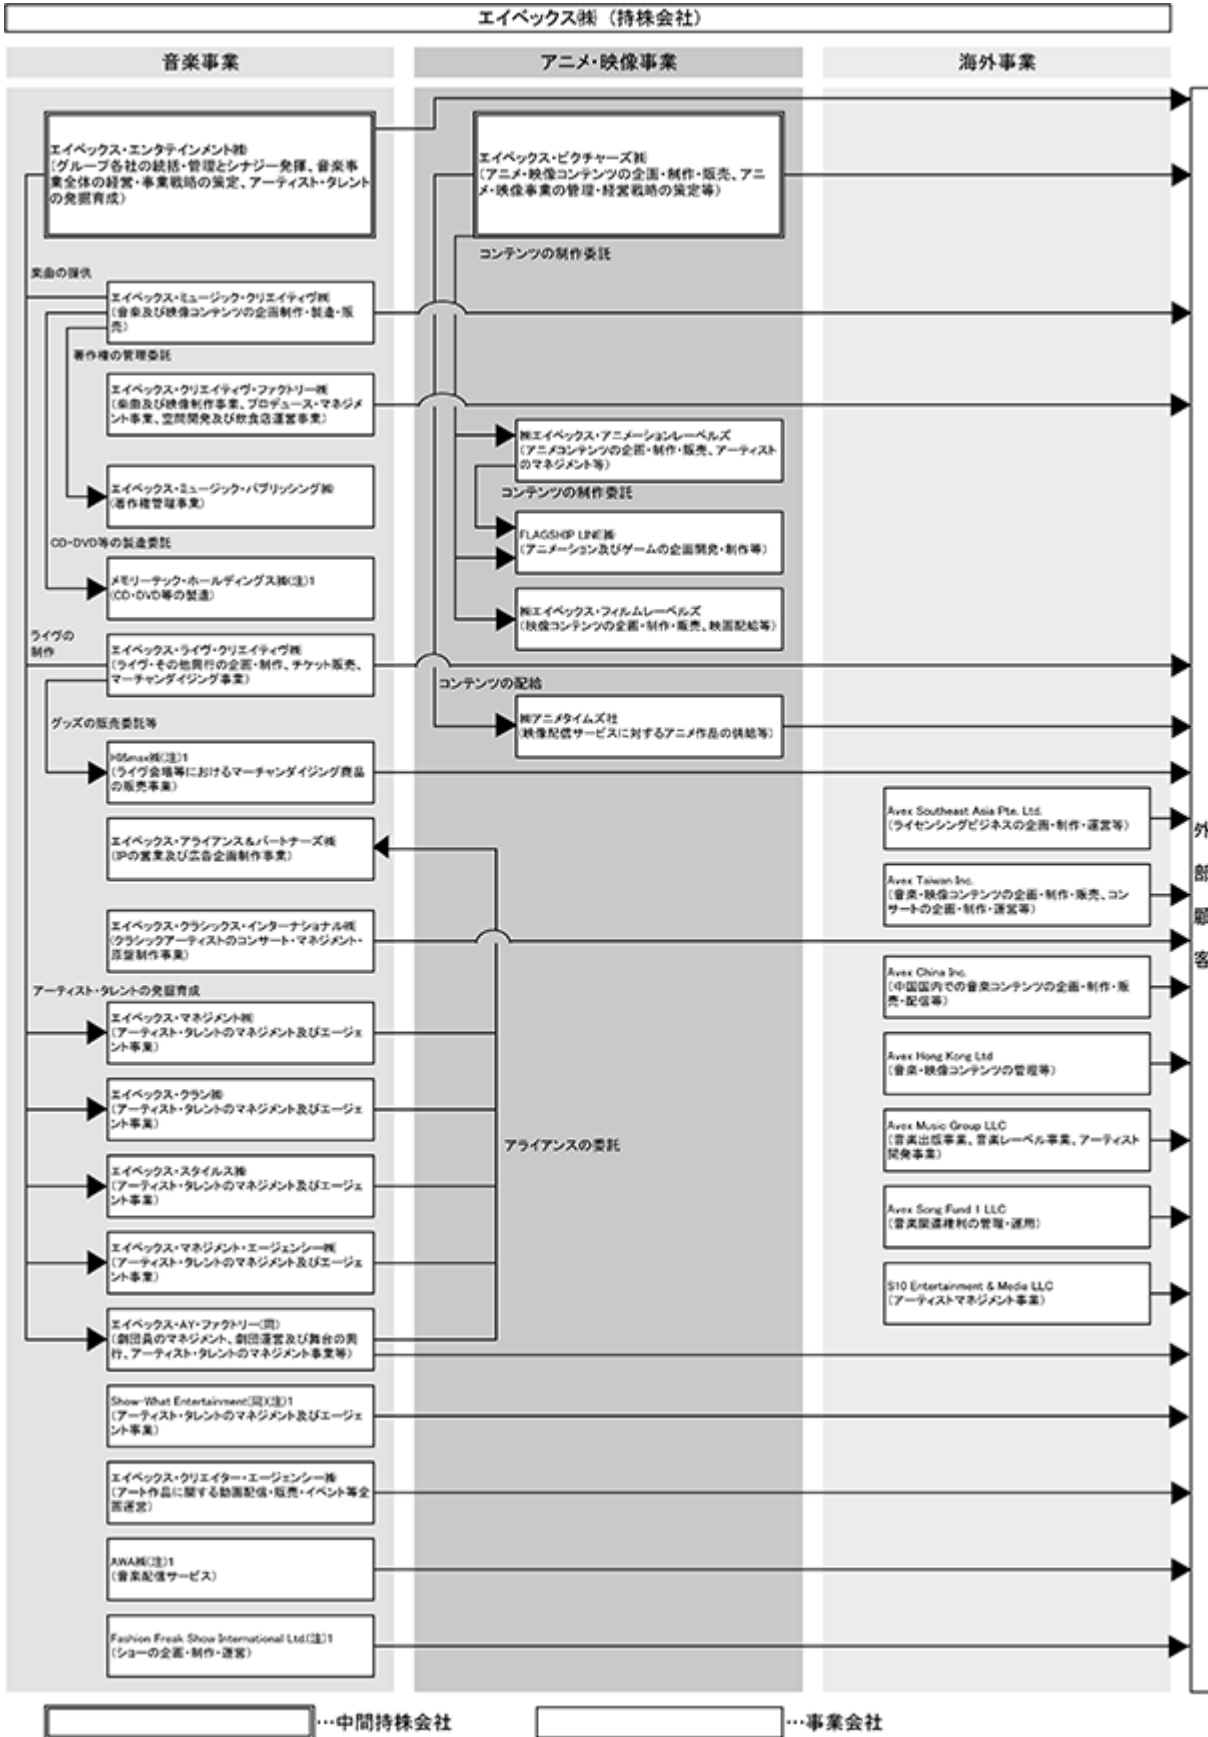 エイベックス㈱（持株会社）
音楽事業
アニメ・映像事業
海外事業
エイベックス・エンタテインメント㈱
(グループ各社の統括・管理とシナジー発揮、音楽事
業全体の経営・事業戦略の策定、アーティスト・タレント
の発掘育成)
エイベックス・ピクチャーズ㈱
(アニメ・映像コンテンツの企画・制作・販売、アニ
メ・映像事業の管理・経営戦略の策定等)
コンテンツの制作委託
楽曲の提供
エイベックス・ミュージック・クリエイティヴ㈱
(音楽及び映像コンテンツの企画制作・製造・販
売)
著作権の管理委託
エイベックス・クリエイティヴ・ファクトリー㈱
(楽曲及び映像制作事業、プロデュース・マネジメ
ント事業、空間開発及び飲食店運営事業)
㈱エイベックス・アニメーションレーベルズ
(アニメコンテンツの企画・制作・販売、アーティスト
のマネジメント等)
エイベックス・ミュージック・パブリッシング㈱
(著作権管理事業)
コンテンツの制作委託
FLAGSHIP LINE㈱
(アニメーション及びゲームの企画開発・制作等)
CD・DVD等の製造委託
メモリーテック・ホールディングス㈱(注)1
(CD・DVD等の製造)
㈱エイベックス・フィルムレーベルズ
(映像コンテンツの企画・制作・販売、映画配給等)
ライヴの
制作
エイベックス・ライヴ・クリエイティヴ㈱
(ライヴ・その他興行の企画・制作、チケット販売、
マーチャンダイジング事業)
コンテンツの配給
㈱アニメタイムズ社
(映像配信サービスに対するアニメ作品の供給等)
グッズの販売委託等
㈱(注)1
(ライヴ会場等におけるマーチャンダイジング商品
の販売事業)
Avex Southeast Asia Pte. Ltd.
(ライセンシングビジネスの企画・制作・運営等)
エイベックス・アライアンス&パートナーズ㈱
(IPの営業及び広告企画制作事業)
Avex Taiwan Inc.
(音楽・映像コンテンツの企画・制作・販売、コン
サートの企画・制作・運営等)
外部顧客
エイベックス・クラシックス・インターナショナル㈱
(クラシックアーティストのコンサート・マネジメント・
原盤制作事業)
Avex China Inc.
(中国国内での音楽コンテンツの企画・制作・販
売・配信等)
アーティスト・タレントの発掘育成
エイベックス・マネジメント㈱
(アーティスト・タレントのマネジメント及びエージェ
ント事業)
Avex Hong Kong Ltd
(音楽・映像コンテンツの管理等)
エイベックス・クラン㈱
(アーティスト・タレントのマネジメント及びエージェ
ント事業)
アライアンスの委託
Avex Music Group LLC
(音楽出版事業、音楽レーベル事業、アーティスト
開発事業)
エイベックス・スタイルス㈱
(アーティスト・タレントのマネジメント及びエージェ
ント事業)
Avex Song Fund 1 LLC
(音楽関連権利の管理・運用)
エイベックス・マネジメント・エージェンシー㈱
(アーティスト・タレントのマネジメント及びエージェ
ント事業)
S10 Entertainment & Media LLC
(アーティストマネジメント事業)
エイベックス・AY・ファクトリー(同)
(劇団員のマネジメント、劇団運営及び舞台の興
行、アーティスト・タレントのマネジメント事業等)
Show-What Entertainment(同)(注)1
(アーティスト・タレントのマネジメント及びエージェ
ント事業)
エイベックス・クリエイター・エージェンシー㈱
(アート作品に関する動画配信・販売・イベント等企
画運営)
AWA㈱(注)1
(音楽配信サービス)
Fashion Freak Show International Ltd.(注)1
(ショーの企画・制作・運営)
…中間持株会社
…事業会社